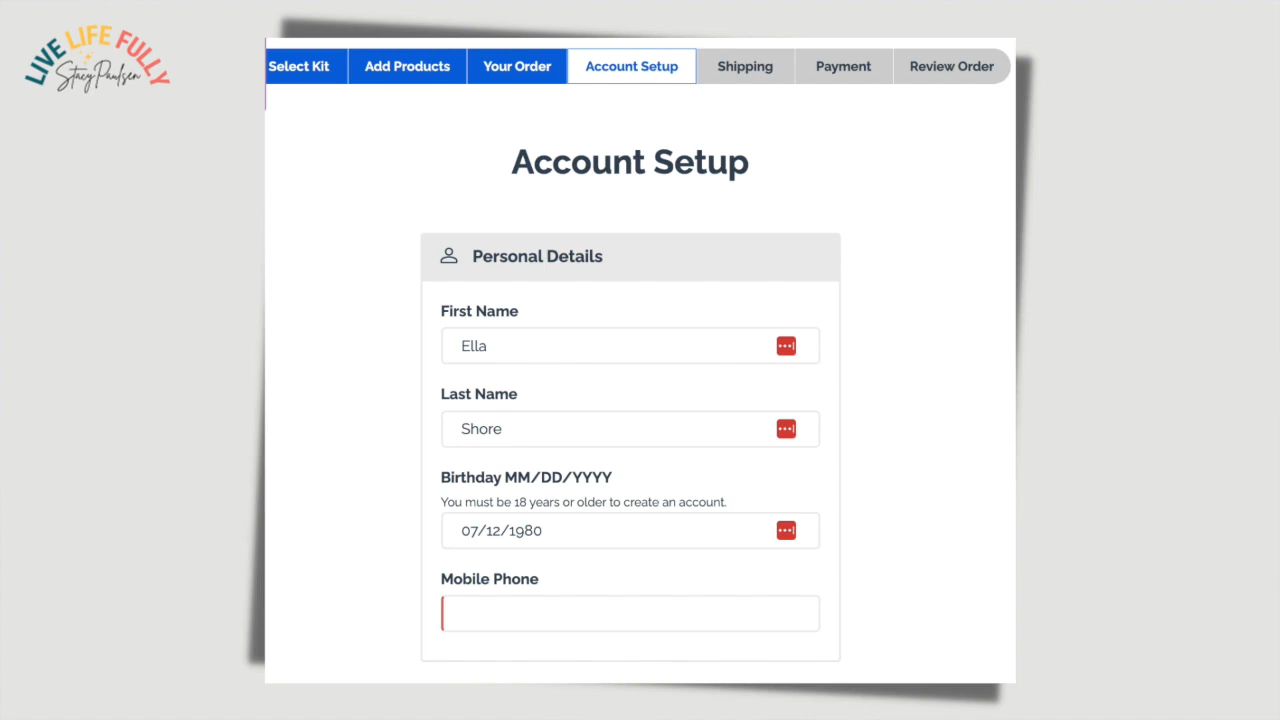 LIVE LIFE FULLY
Stacy Paulsen
Select Kit
Add Products
Your Order
Account Setup
Shipping
Payment
Review Order
Account Setup
Personal Details
First Name
Ella
Last Name
Shore
Birthday MM/DD/YYYY
You must be 18 years or older to create an account.
07/12/1980
Mobile Phone